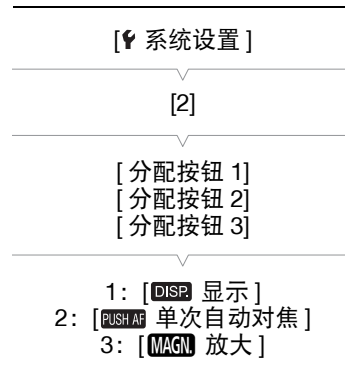 [系统设置]
[2]
[分配按钮 1]
[分配按钮 2]
[分配按钮 3]
1: [DISP. 显示]
2: [PUSH AF 单次自动对焦]
3: [MAGN. 放大]